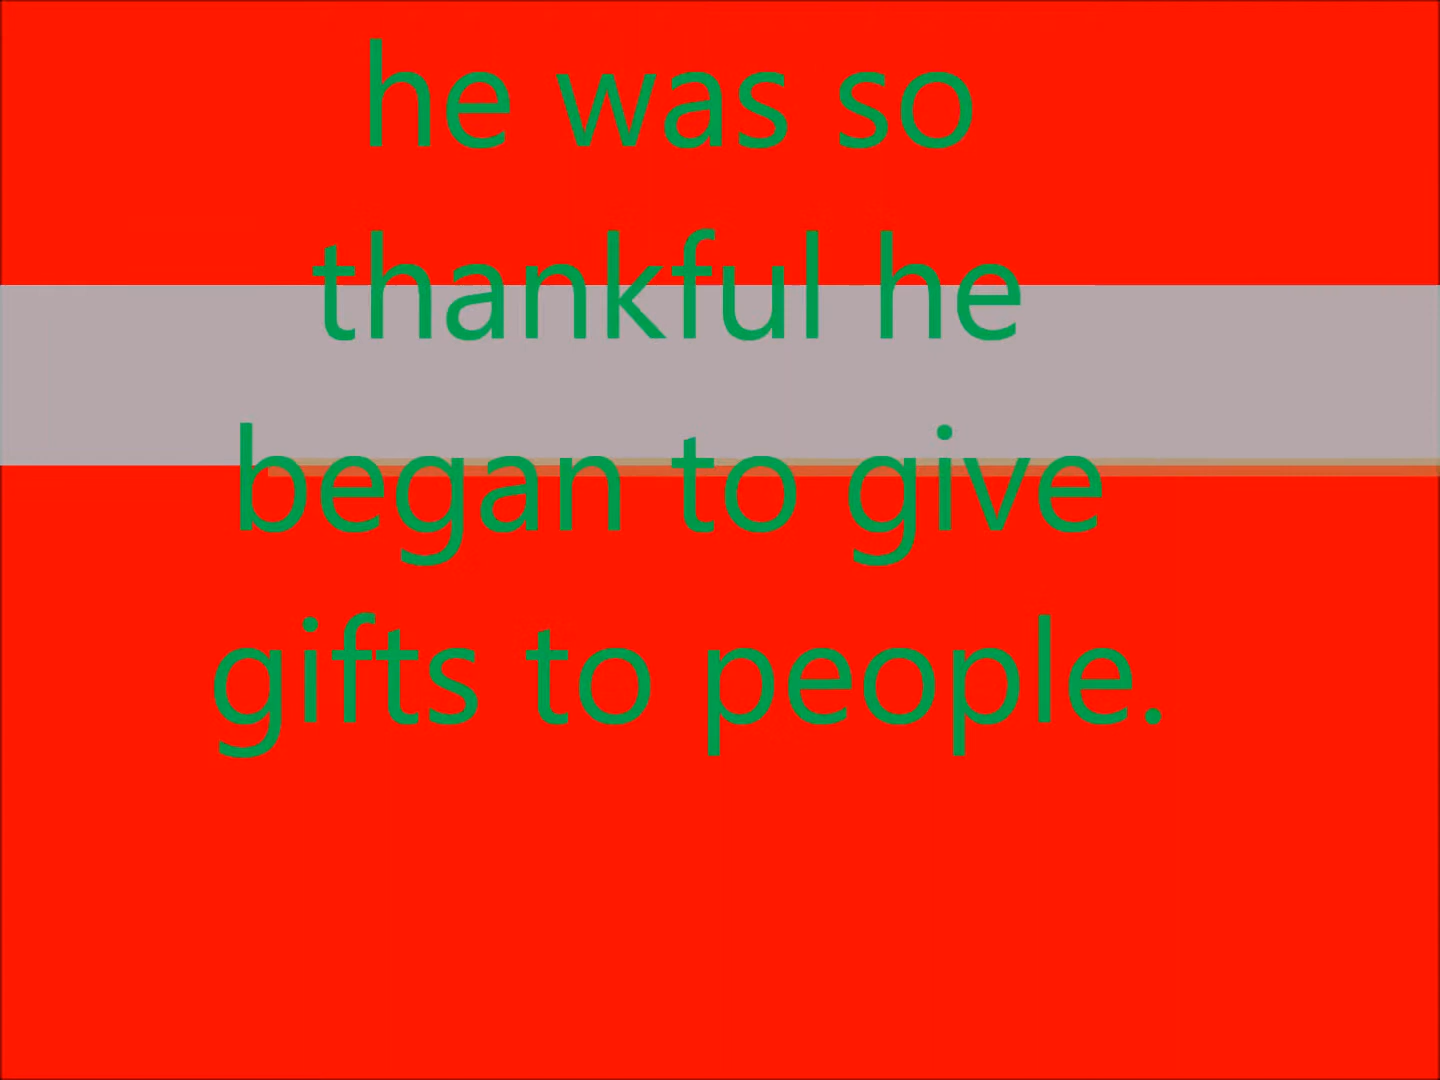 he was so
thankful he
began to give
gifts to people.